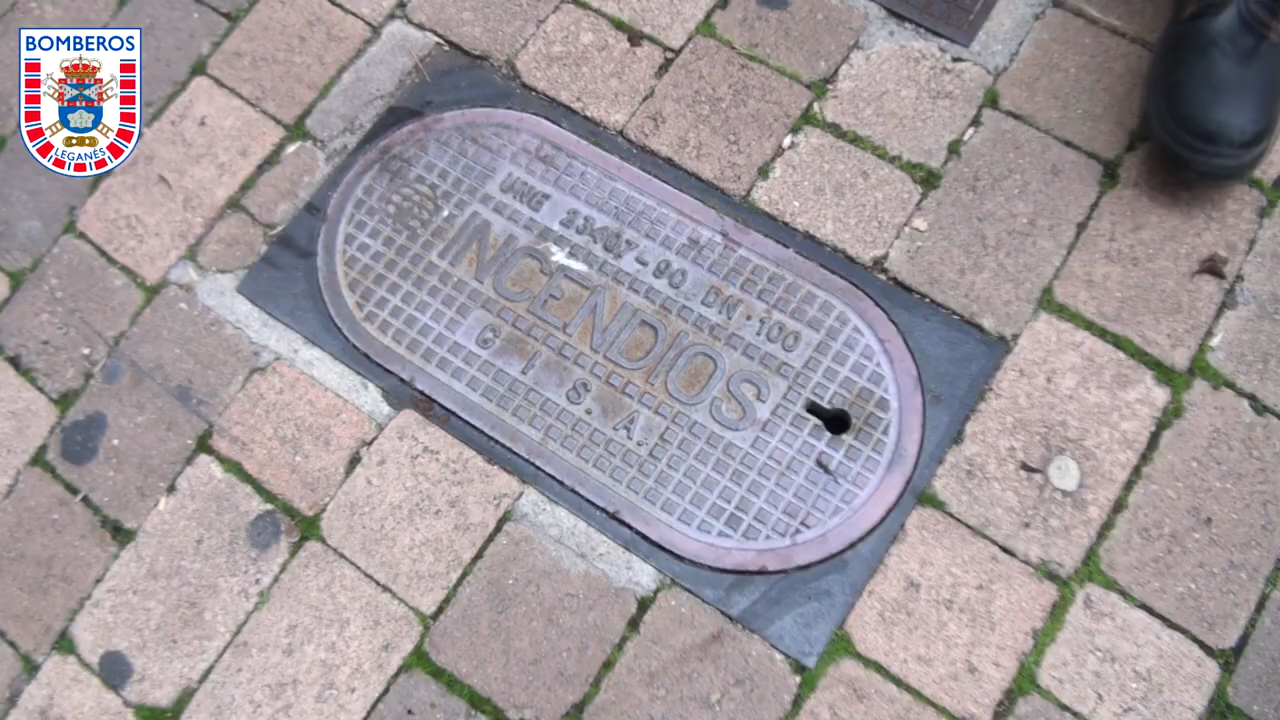 BOMBEROS
LEGANÉS
UNE 23-407-90 DN-100
INCENDIOS
G I S. A.